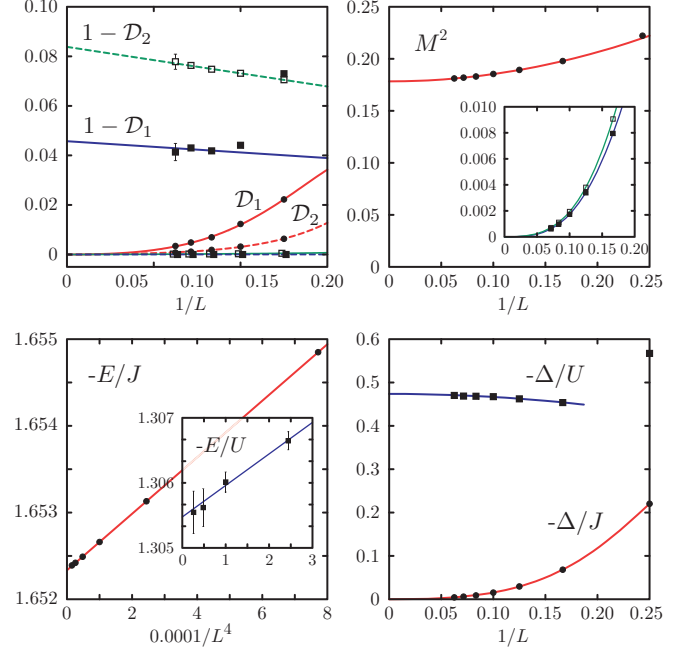 0.10
0.08
0.06
0.04
0.02
0
1 − 𝒟₂
1 − 𝒟₁
𝒟₁
𝒟₂
0 0.05 0.10 0.15 0.20
1/L
0.25
0.20
0.15
0.10
0.05
0
M²
0.010
0.008
0.006
0.004
0.002
0
0 0.05 0.10 0.15 0.20
0 0.05 0.10 0.15 0.20 0.25
1/L
1.655
1.654
1.653
1.652
-E/J
1.307
1.306
1.305
-E/U
0 1 2 3
0 2 4 6 8
0.0001/L⁴
0.6
0.5
0.4
0.3
0.2
0.1
0
-Δ/U
-Δ/J
0 0.05 0.10 0.15 0.20 0.25
1/L